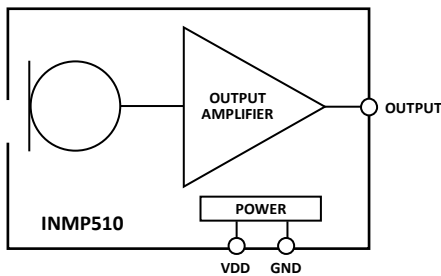 OUTPUT
AMPLIFIER
OUTPUT
POWER
INMP510
VDD
GND